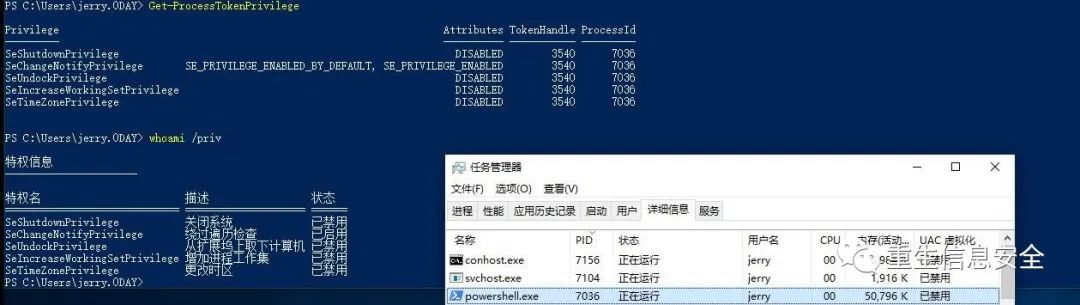 PS C:\Users\jerry.ODAY> Get-ProcessTokenPrivilege
Privilege Attributes TokenHandle ProcessId
SeShutdownPrivilege DISABLED 3540 7036
SeChangeNotifyPrivilege SE_PRIVILEGE_ENABLED_BY_DEFAULT, SE_PRIVILEGE_ENABLED 3540 7036
SeUndockPrivilege DISABLED 3540 7036
SeIncreaseWorkingSetPrivilege DISABLED 3540 7036
SeTimeZonePrivilege DISABLED 3540 7036
PS C:\Users\jerry.ODAY> whoami /priv
特权信息
特权名 描述 状态
SeShutdownPrivilege 关闭系统 已禁用
SeChangeNotifyPrivilege 绕过遍历检查 已启用
SeUndockPrivilege 从扩展坞上取下计算机 已禁用
SeIncreaseWorkingSetPrivilege 增加进程工作集 已禁用
SeTimeZonePrivilege 更改时区 已禁用
PS C:\Users\jerry.ODAY>
任务管理器
文件(F) 选项(O) 查看(V)
进程 性能 应用历史记录 启动 用户 详细信息 服务
名称 PID 状态 用户名 CPU 内存(活动... UAC 虚拟化
conhost.exe 7156 正在运行 jerry 00 已禁用
svchost.exe 7104 正在运行 jerry 00 1,916 K 已禁用
powershell.exe 7036 正在运行 jerry 00 50,796 K 已禁用
重生信息安全